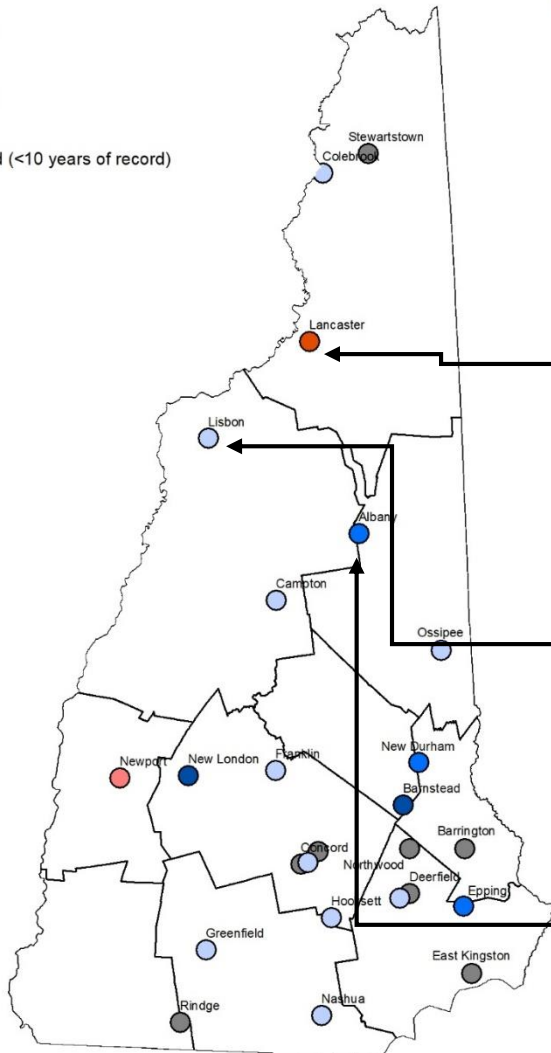 (<10 years of record)
Stewartstown
Colebrook
Lancaster
Lisbon
Albany
Campton
Ossipee
New Durham
Newport
New London
Franklin
Barnstead
Barrington
Concord
Northwood
Deerfield
Epping
Hooksett
Greenfield
East Kingston
Nashua
Rindge